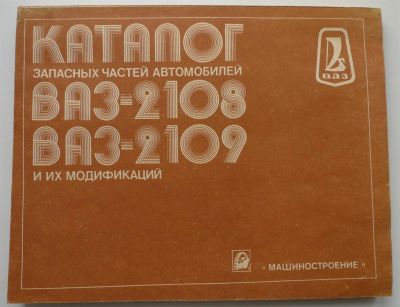 КАТАЛОГ
ЗАПАСНЫХ ЧАСТЕЙ АВТОМОБИЛЕЙ
ВАЗ
ВАЗ-2108
ВАЗ-2109
И ИХ МОДИФИКАЦИЙ
«МАШИНОСТРОЕНИЕ»